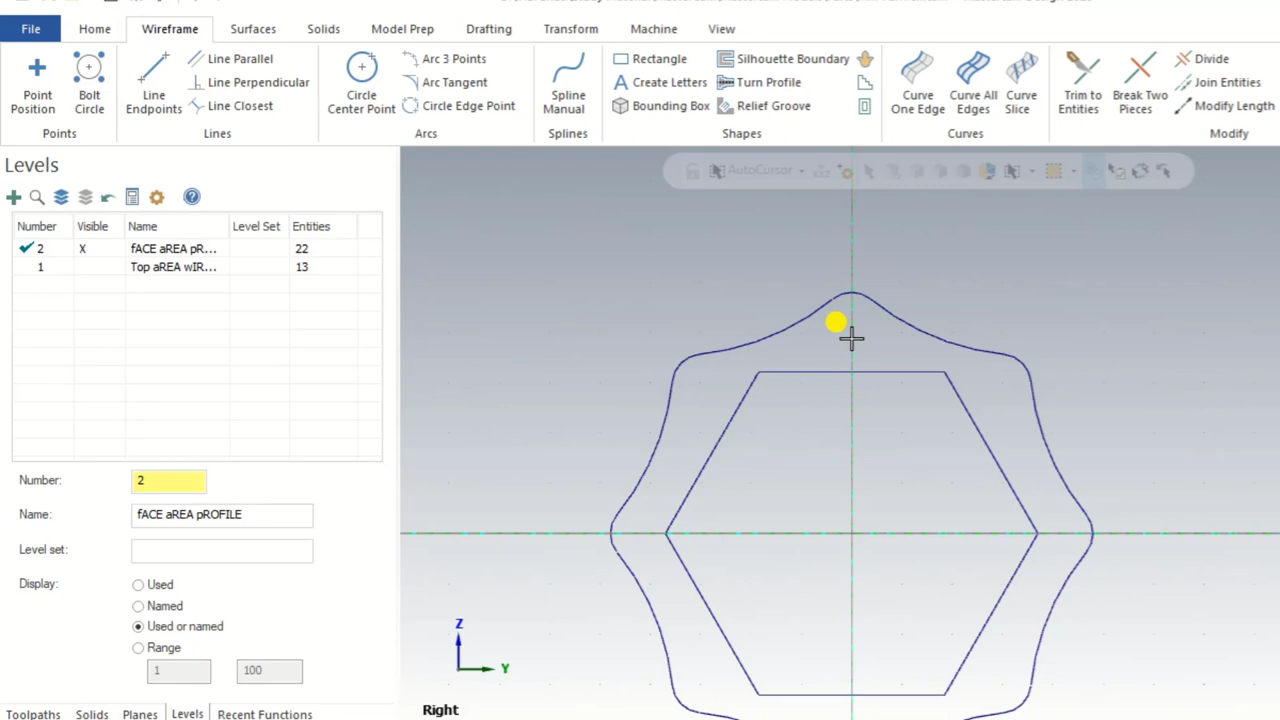 File Home Wireframe Surfaces Solids Model Prep Drafting Transform Machine View
Point Position
Bolt Circle
Points
Line Endpoints
Line Parallel
Line Perpendicular
Line Closest
Lines
Circle Center Point
Arc 3 Points
Arc Tangent
Circle Edge Point
Arcs
Spline Manual
Splines
Rectangle
Create Letters
Bounding Box
Silhouette Boundary
Turn Profile
Relief Groove
Shapes
Curve One Edge
Curve All Edges
Curve Slice
Curves
Trim to Entities
Break Two Pieces
Divide
Join Entities
Modify Length
Modify
Levels
AutoCursor
Number Visible Name Level Set Entities
2 X fACE aREA pR... 22
1 Top aREA wIR... 13
Number: 2
Name: fACE aREA pROFILE
Level set:
Display: Used
Named
Used or named
Range
1 100
Z
Y
Right
Toolpaths Solids Planes Levels Recent Functions